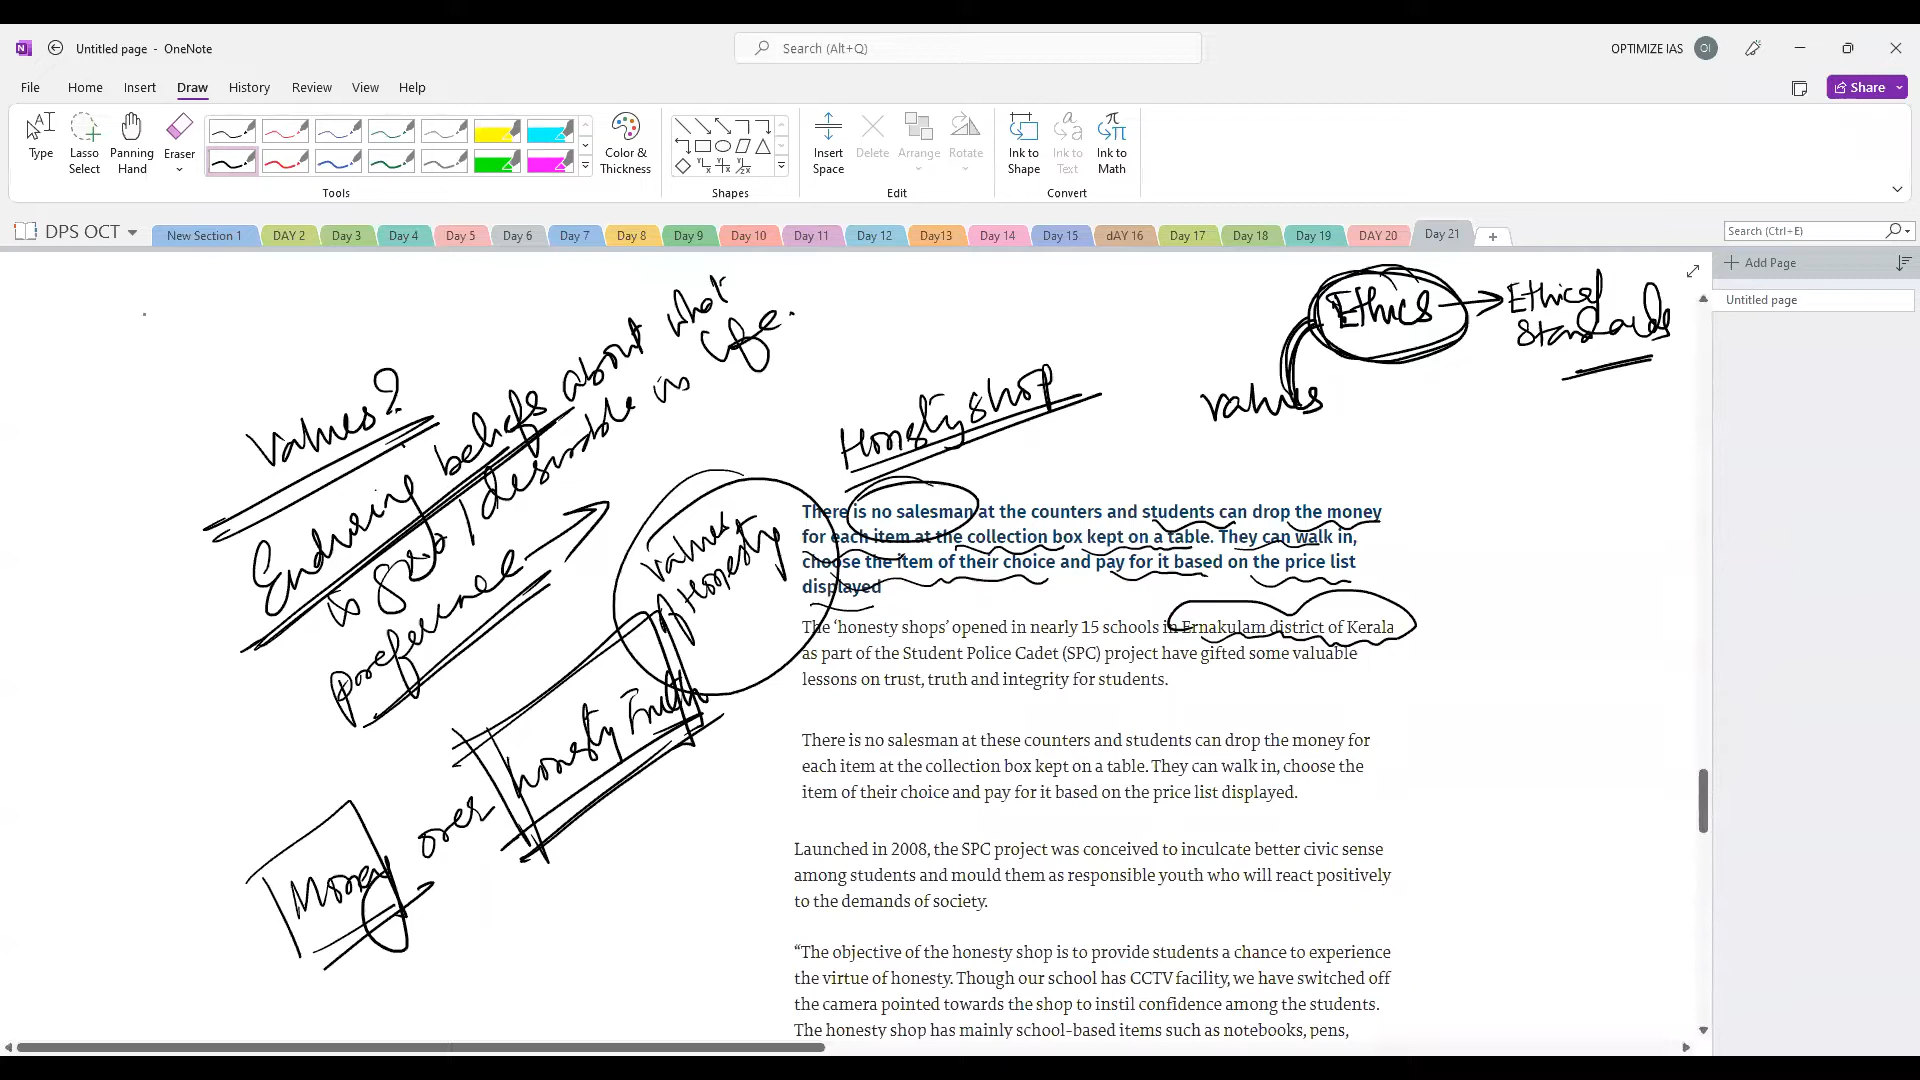 Untitled page - OneNote
Search (Alt+Q)
OPTIMIZE IAS
OI
File
Home
Insert
Draw
History
Review
View
Help
Share
Type
Lasso Select
Panning Hand
Eraser
Color & Thickness
Insert Space
Delete
Arrange
Rotate
Ink to Shape
Ink to Text
Ink to Math
Tools
Shapes
Edit
Convert
DPS OCT
New Section 1
DAY 2
Day 3
Day 4
Day 5
Day 6
Day 7
Day 8
Day 9
Day 10
Day 11
Day 12
Day13
Day 14
Day 15
dAY 16
Day 17
Day 18
Day 19
DAY 20
Day 21
Search (Ctrl+E)
Add Page
Untitled page
Values?
Enduring beliefs about what
is good / desirable in life.
preference
values
Honesty
honesty Truth
over
Money
Honesty shop
Ethics
Ethical
Standards
values
There is no salesman at the counters and students can drop the money
for each item at the collection box kept on a table. They can walk in,
choose the item of their choice and pay for it based on the price list
displayed
The ‘honesty shops’ opened in nearly 15 schools in Ernakulam district of Kerala
as part of the Student Police Cadet (SPC) project have gifted some valuable
lessons on trust, truth and integrity for students.
There is no salesman at these counters and students can drop the money for
each item at the collection box kept on a table. They can walk in, choose the
item of their choice and pay for it based on the price list displayed.
Launched in 2008, the SPC project was conceived to inculcate better civic sense
among students and mould them as responsible youth who will react positively
to the demands of society.
“The objective of the honesty shop is to provide students a chance to experience
the virtue of honesty. Though our school has CCTV facility, we have switched off
the camera pointed towards the shop to instil confidence among the students.
The honesty shop has mainly school-based items such as notebooks, pens,